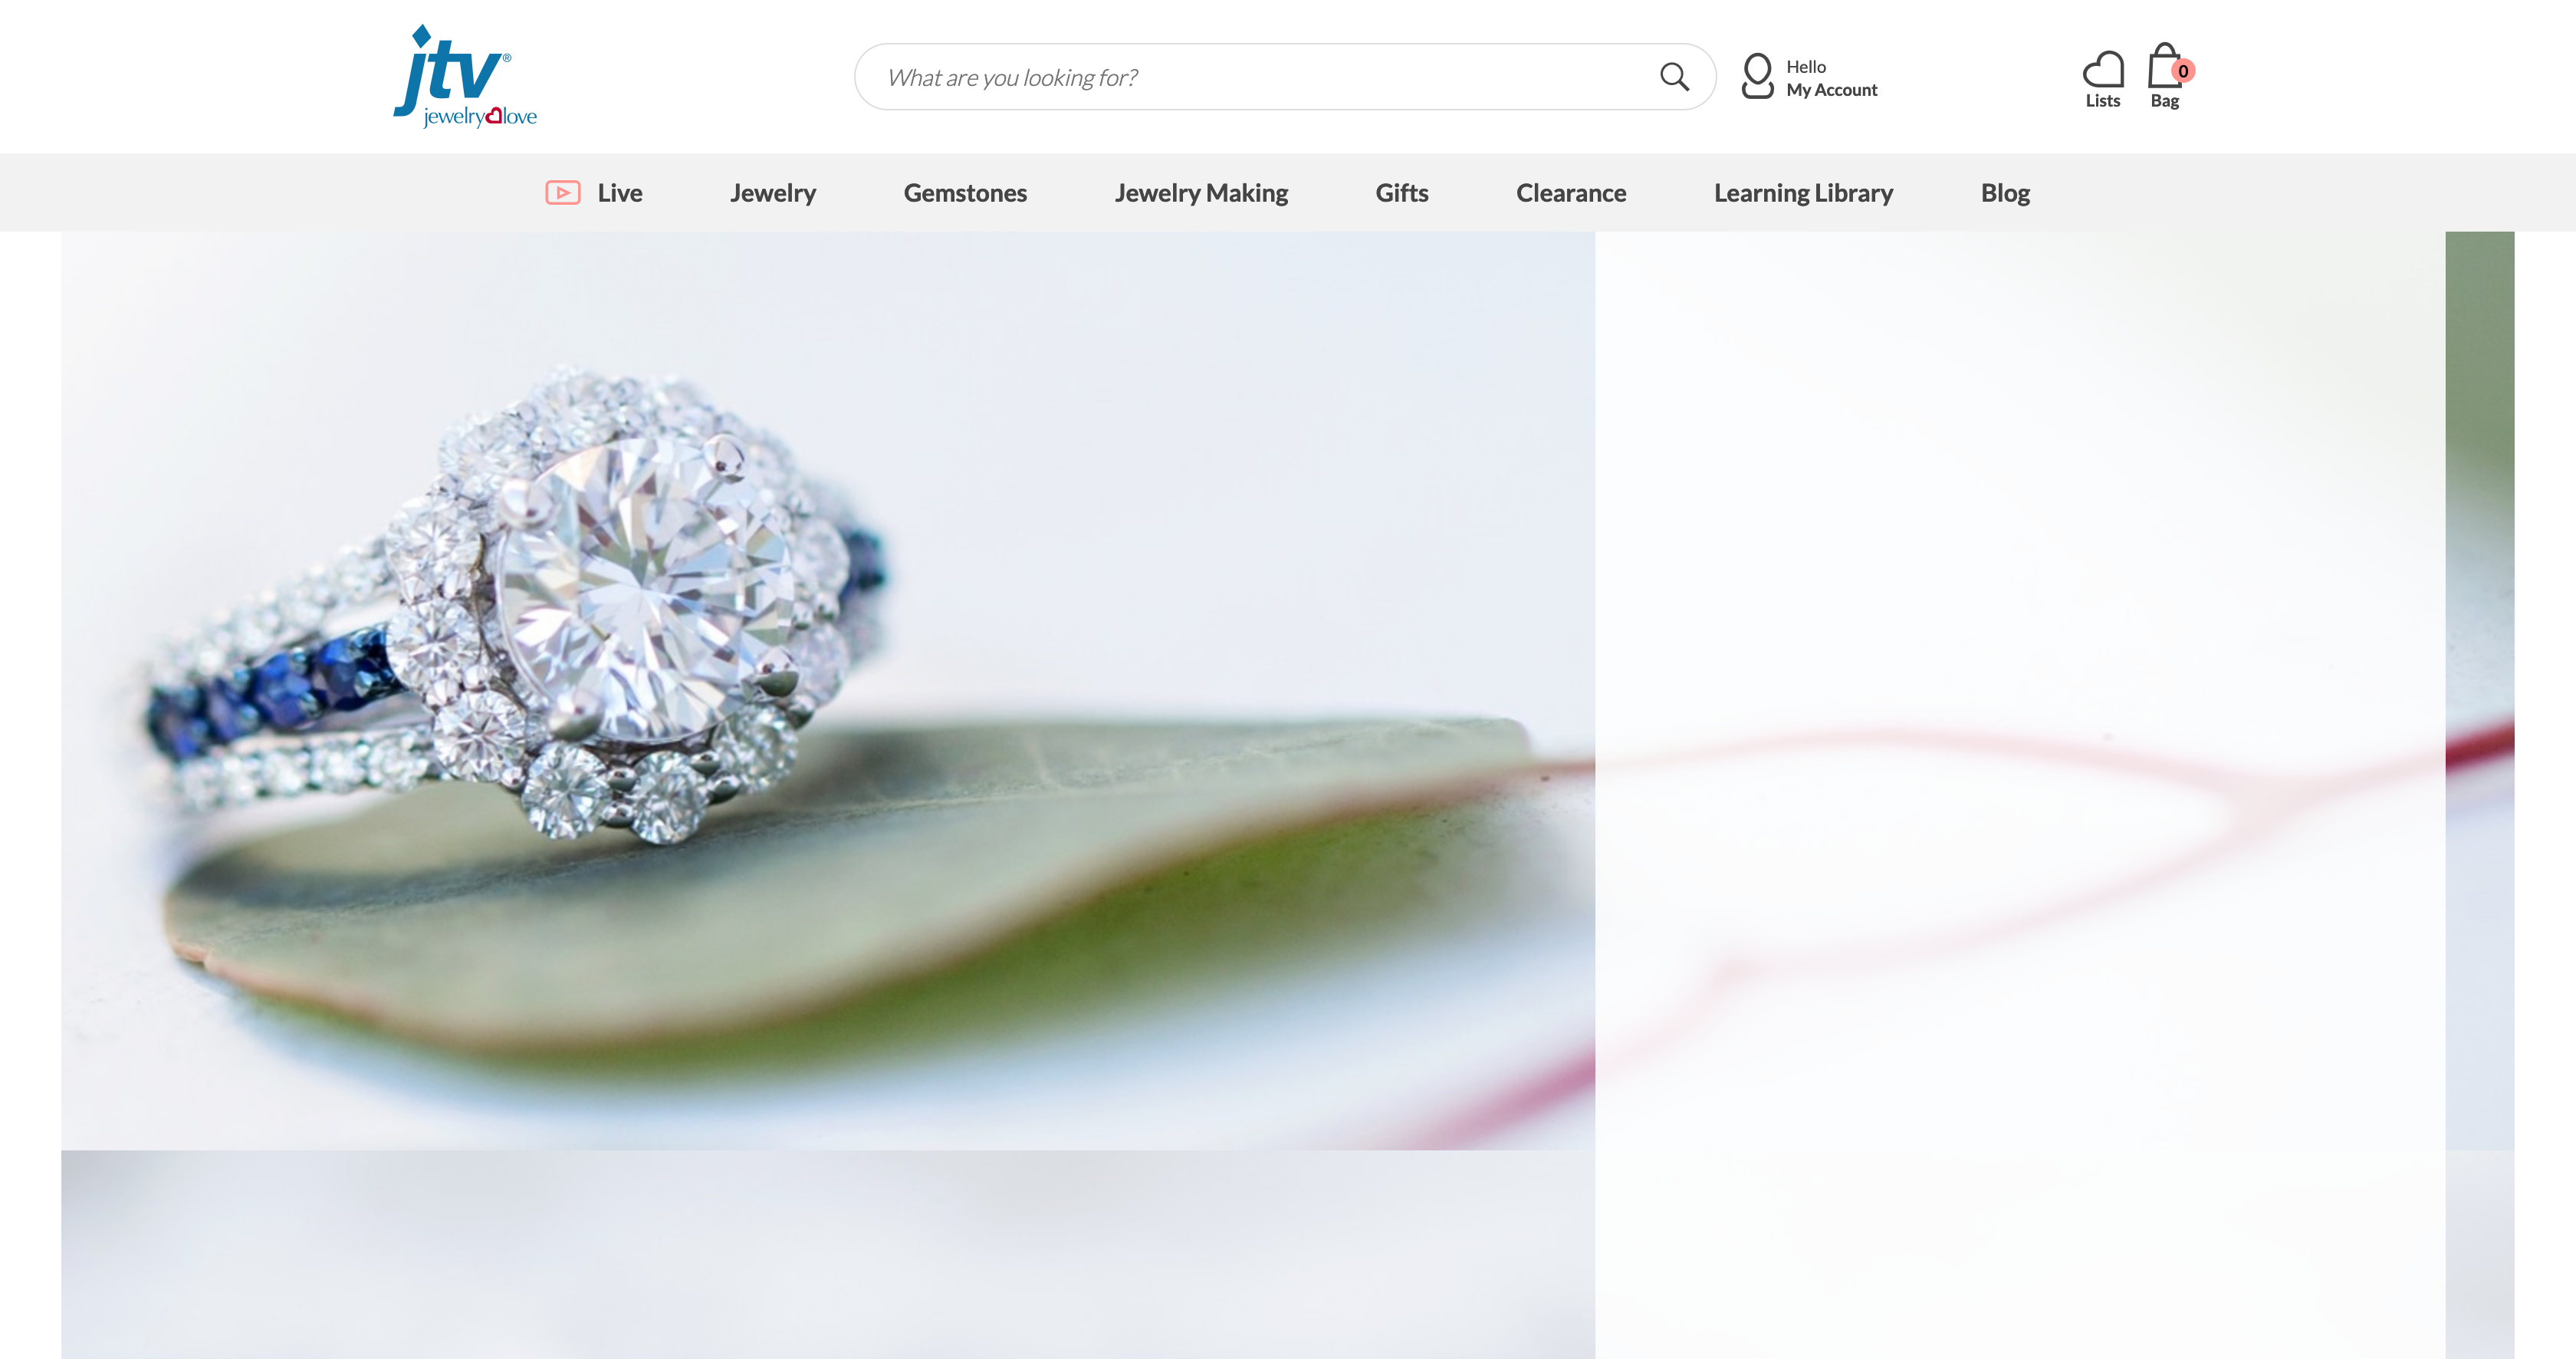 jtv®
jewelry love
What are you looking for?
Hello
My Account
Lists
0
Bag
Live
Jewelry
Gemstones
Jewelry Making
Gifts
Clearance
Learning Library
Blog